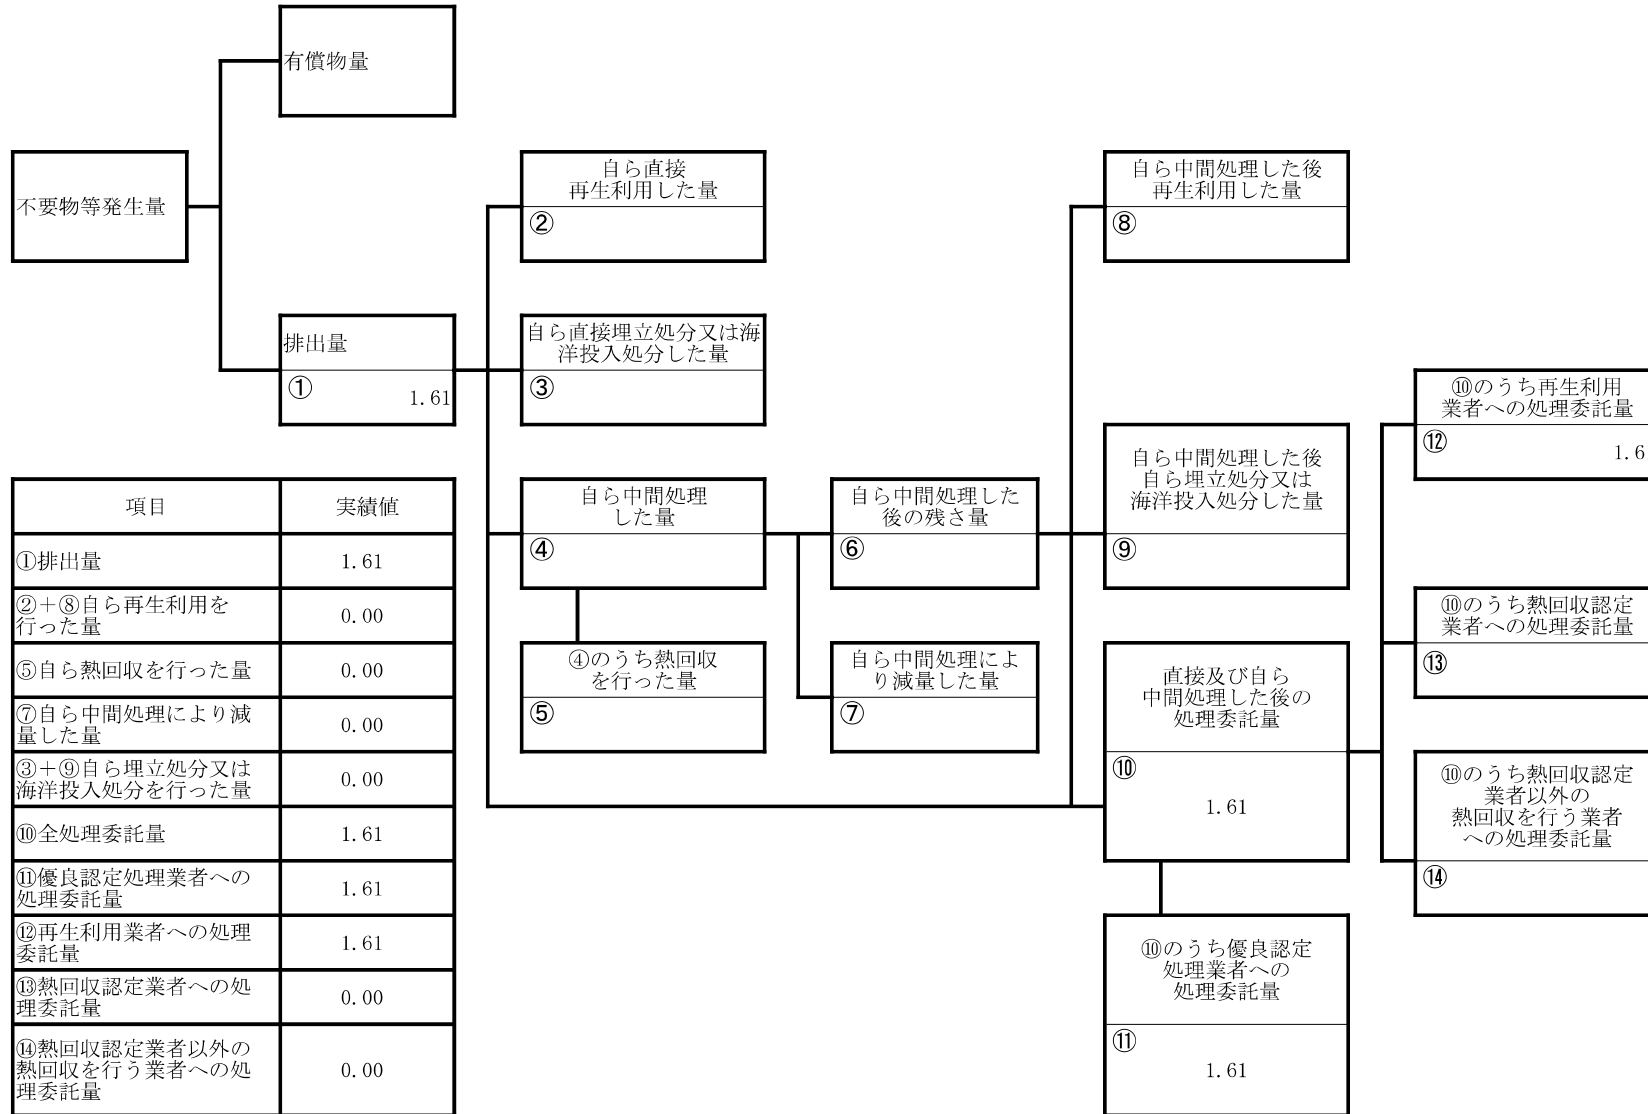 有償物量
不要物等発生量
自ら直接
再生利用した量
②
自ら中間処理した後
再生利用した量
⑧
排出量
①
1.61
自ら直接埋立処分又は海
洋投入処分した量
③
⑩のうち再生利用
業者への処理委託量
⑫
1.6
自ら中間処理した後
自ら埋立処分又は
海洋投入処分した量
⑨
自ら中間処理
した量
④
自ら中間処理した
後の残さ量
⑥
④のうち熱回収
を行った量
⑤
自ら中間処理によ
り減量した量
⑦
⑩のうち熱回収認定
業者への処理委託量
⑬
直接及び自ら
中間処理した後の
処理委託量
⑩
1.61
⑩のうち熱回収認定
業者以外の
熱回収を行う業者
への処理委託量
⑭
⑩のうち優良認定
処理業者への
処理委託量
⑪
1.61
項目 実績値
①排出量 1.61
②+⑧自ら再生利用を
行った量 0.00
⑤自ら熱回収を行った量 0.00
⑦自ら中間処理により減
量した量 0.00
③+⑨自ら埋立処分又は
海洋投入処分を行った量 0.00
⑩全処理委託量 1.61
⑪優良認定処理業者への
処理委託量 1.61
⑫再生利用業者への処理
委託量 1.61
⑬熱回収認定業者への処
理委託量 0.00
⑭熱回収認定業者以外の
熱回収を行う業者への処
理委託量 0.00